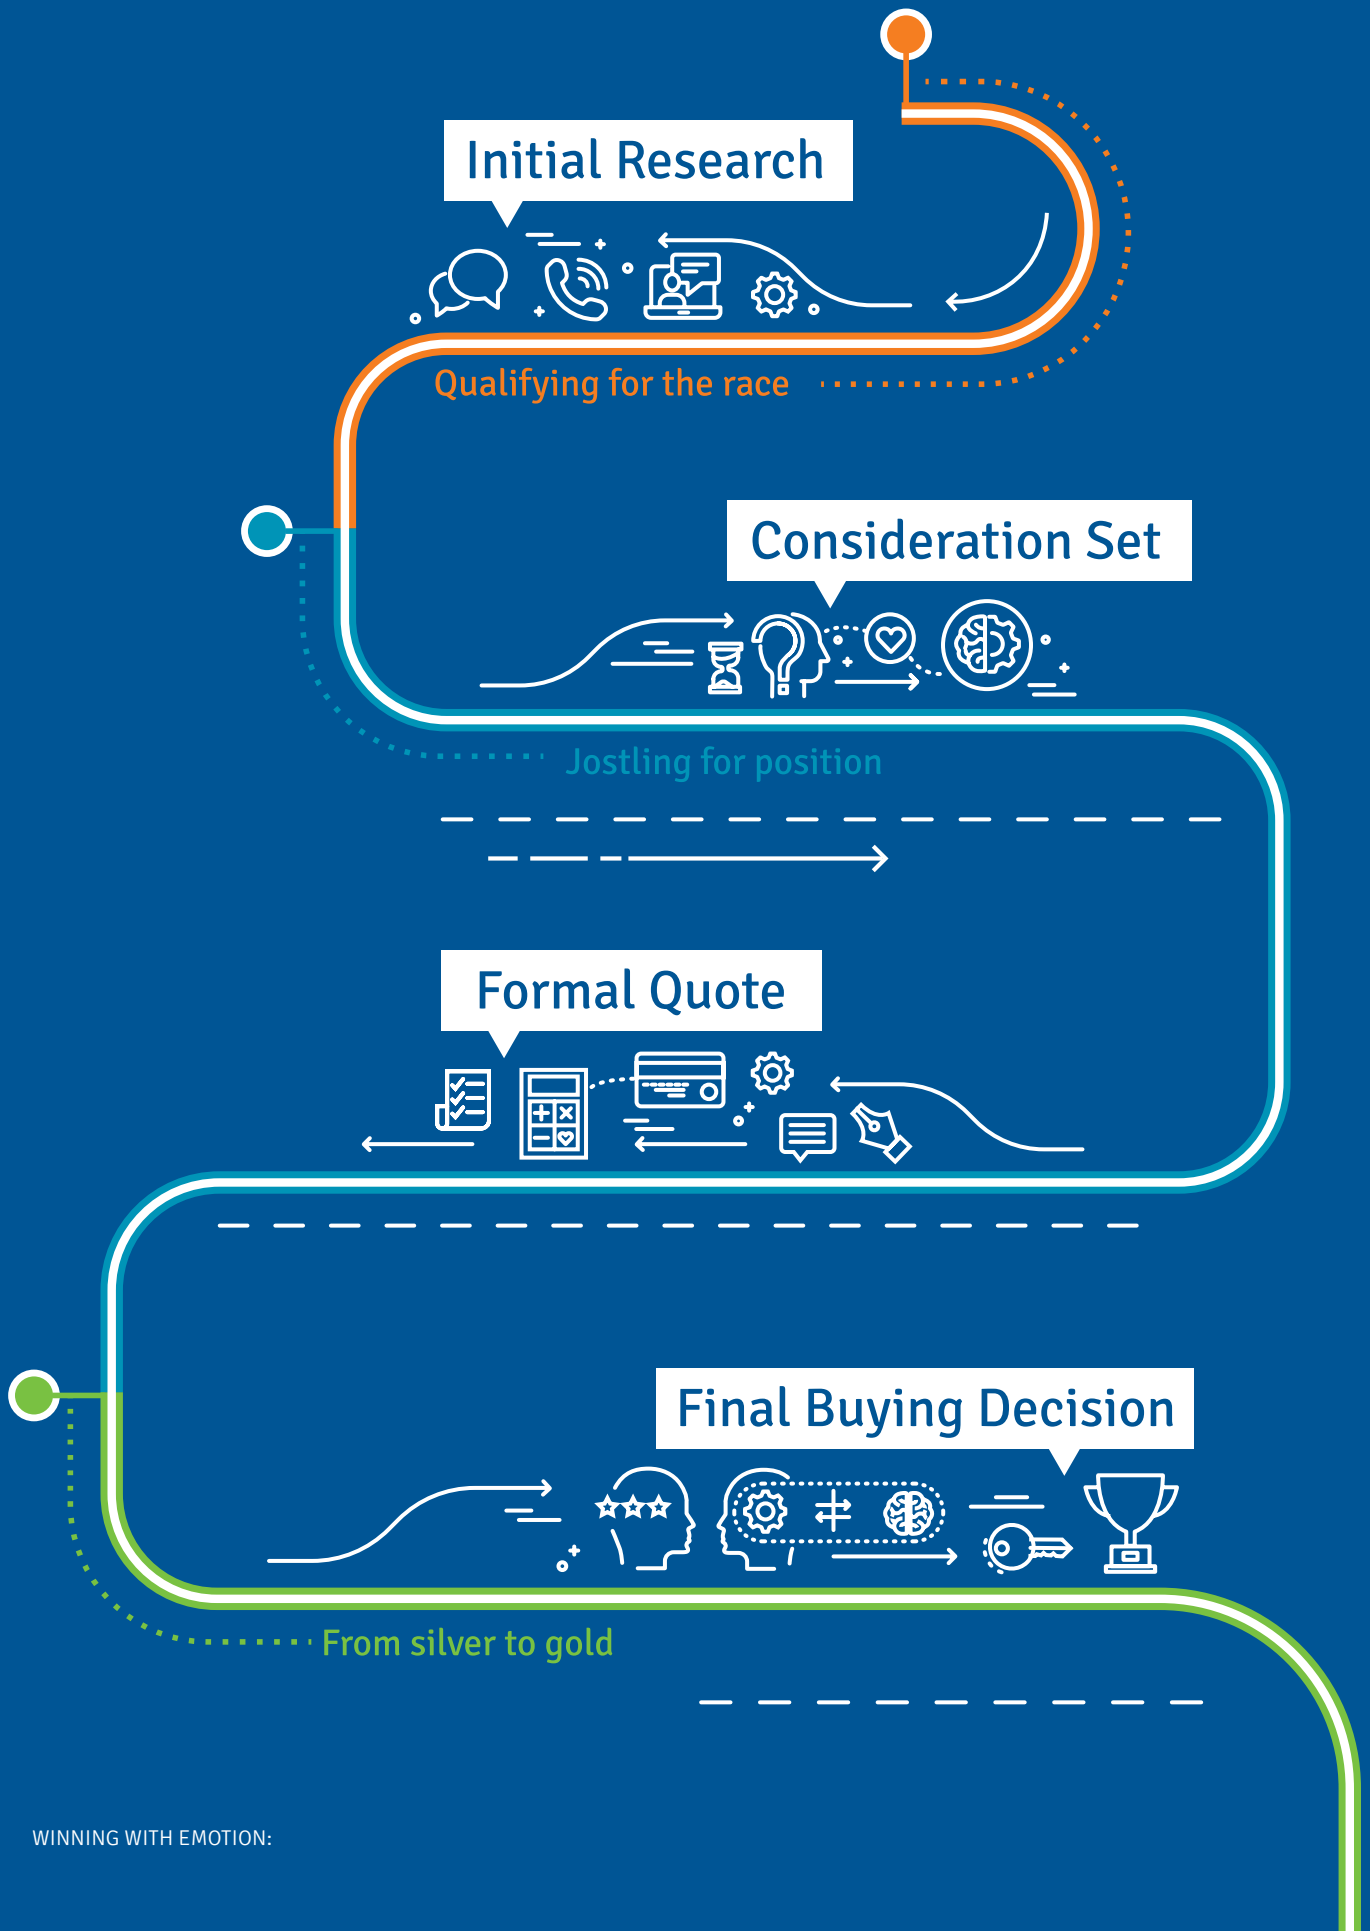 Initial Research
Qualifying for the race
Consideration Set
Jostling for position
Formal Quote
Final Buying Decision
From silver to gold
WINNING WITH EMOTION: